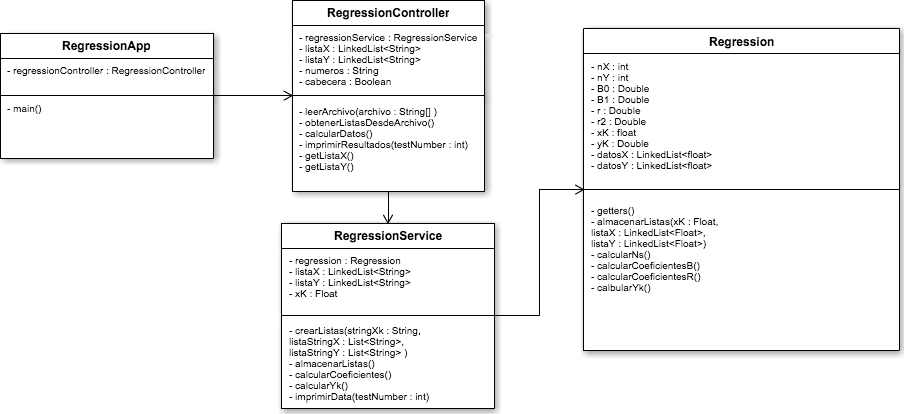 RegressionApp
- regressionController : RegressionController
- main()
RegressionController
- regressionService : RegressionService
- listaX : LinkedList<String>
- listaY : LinkedList<String>
- numeros : String
- cabecera : Boolean
- leerArchivo(archivo : String[] )
- obtenerListasDesdeArchivo()
- calcularDatos()
- imprimirResultados(testNumber : int)
- getListaX()
- getListaY()
RegressionService
- regression : Regression
- listaX : LinkedList<String>
- listaY : LinkedList<String>
- xK : Float
- crearListas(stringXk : String,
listaStringX : List<String>,
listaStringY : List<String> )
- almacenarListas()
- calcularCoeficientes()
- calcularYk()
- imprimirData(testNumber : int)
Regression
- nX : int
- nY : int
- B0 : Double
- B1 : Double
- r : Double
- r2 : Double
- xK : float
- yK : Double
- datosX : LinkedList<float>
- datosY : LinkedList<float>
- getters()
- almacenarListas(xK : Float,
listaX : LinkedList<Float>,
listaY : LinkedList<Float>)
- calcularNs()
- calcularCoeficientesB()
- calcularCoeficientesR()
- calbularYk()